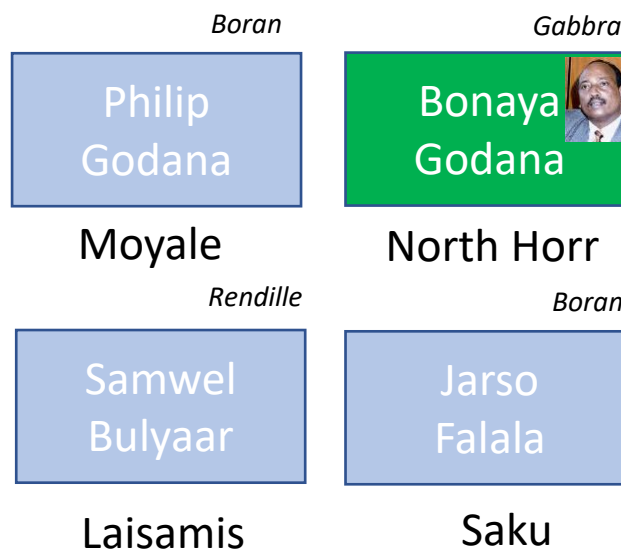 Boran
Gabbra
Philip
Godana
Bonaya
Godana
Moyale
North Horr
Rendille
Boran
Samwel
Bulyaar
Jarso
Falala
Laisamis
Saku